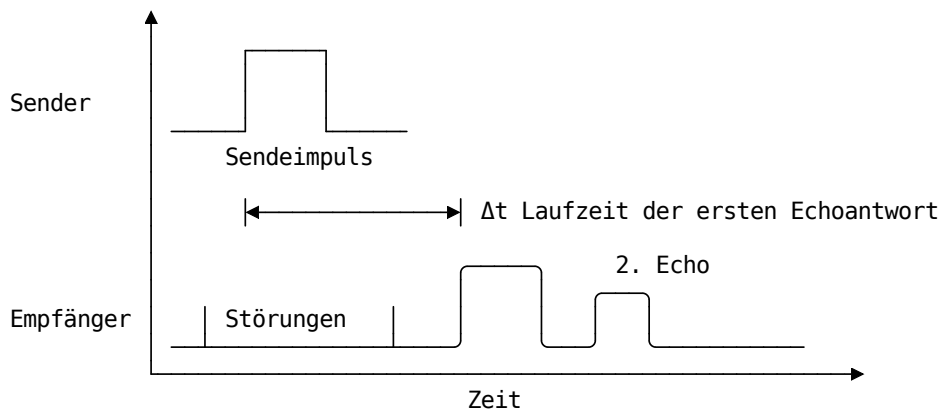 Sender
Sendeimpuls
Δt Laufzeit der ersten Echoantwort
2. Echo
Empfänger
Störungen
Zeit